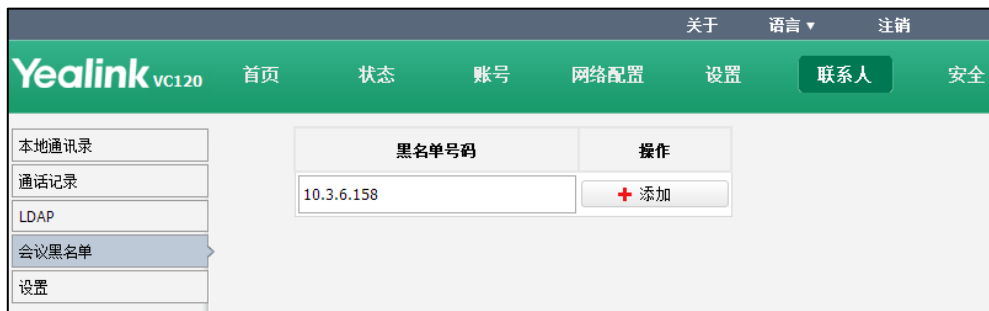 关于 语言▼ 注销
Yealink VC120 首页 状态 账号 网络配置 设置 联系人 安全
本地通讯录
通话记录
LDAP
会议黑名单
设置
黑名单号码 操作
10.3.6.158 添加